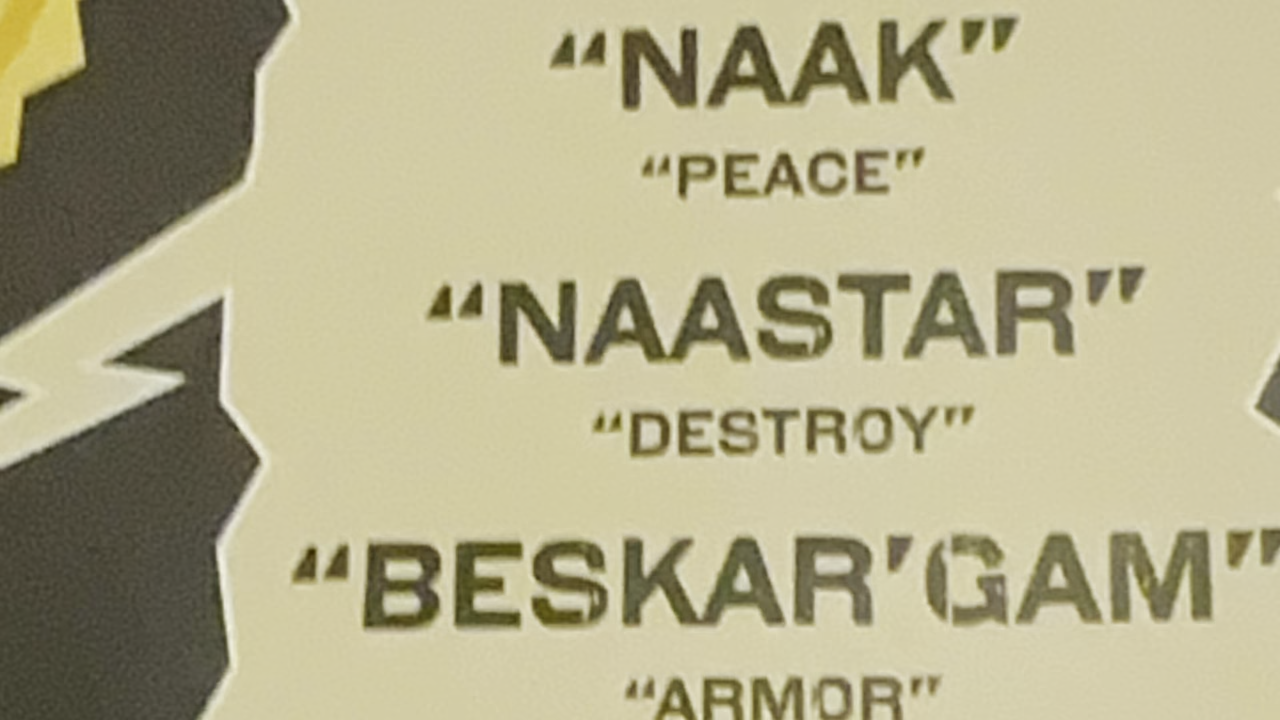 “NAAK”
“PEACE”
“NAASTAR”
“DESTROY”
“BESKAR’GAM”
“ARMOR”